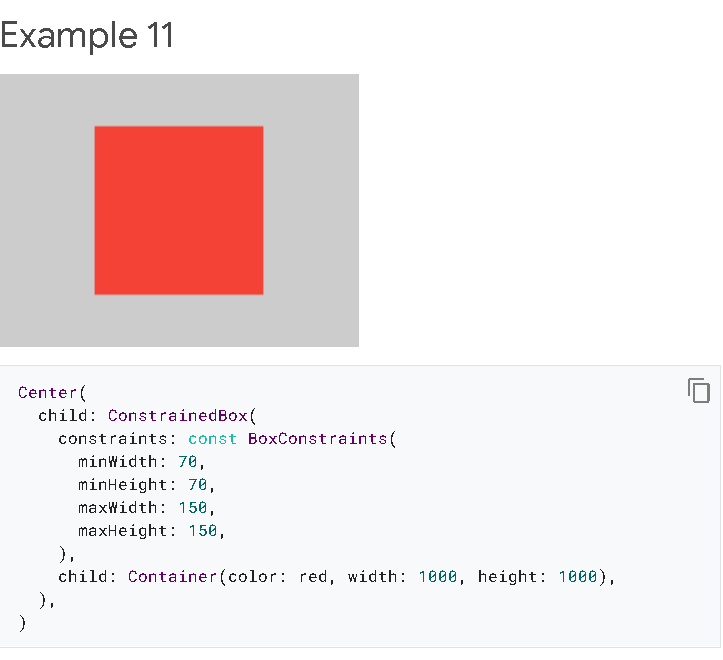 Example 11
Center(
  child: ConstrainedBox(
    constraints: const BoxConstraints(
      minWidth: 70,
      minHeight: 70,
      maxWidth: 150,
      maxHeight: 150,
    ),
    child: Container(color: red, width: 1000, height: 1000),
  ),
)